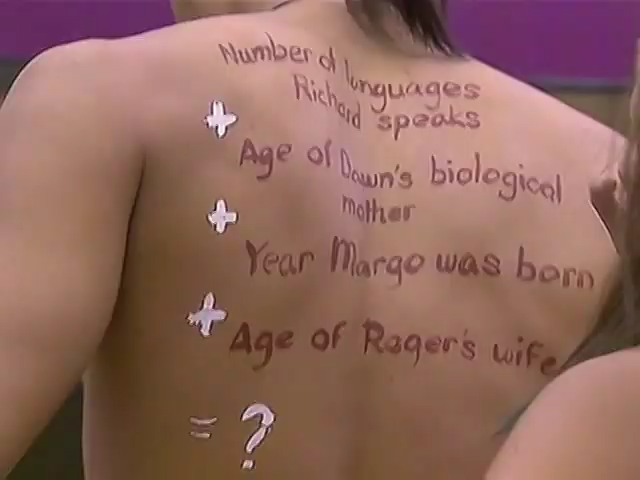 Number of languages
Richard speaks
+
Age of Dawn's biological
mother
+
Year Margo was born
+
Age of Roger's wife
= ?